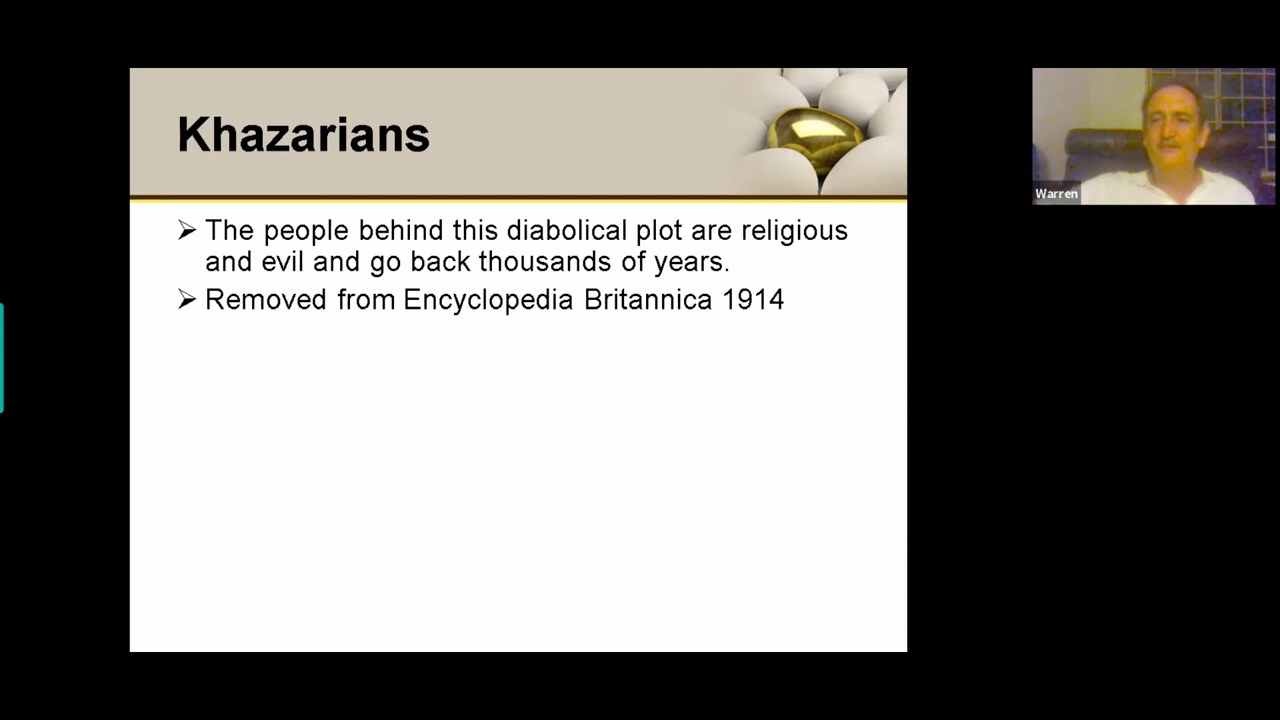 Khazarians
➢ The people behind this diabolical plot are religious
and evil and go back thousands of years.
➢ Removed from Encyclopedia Britannica 1914
Warren